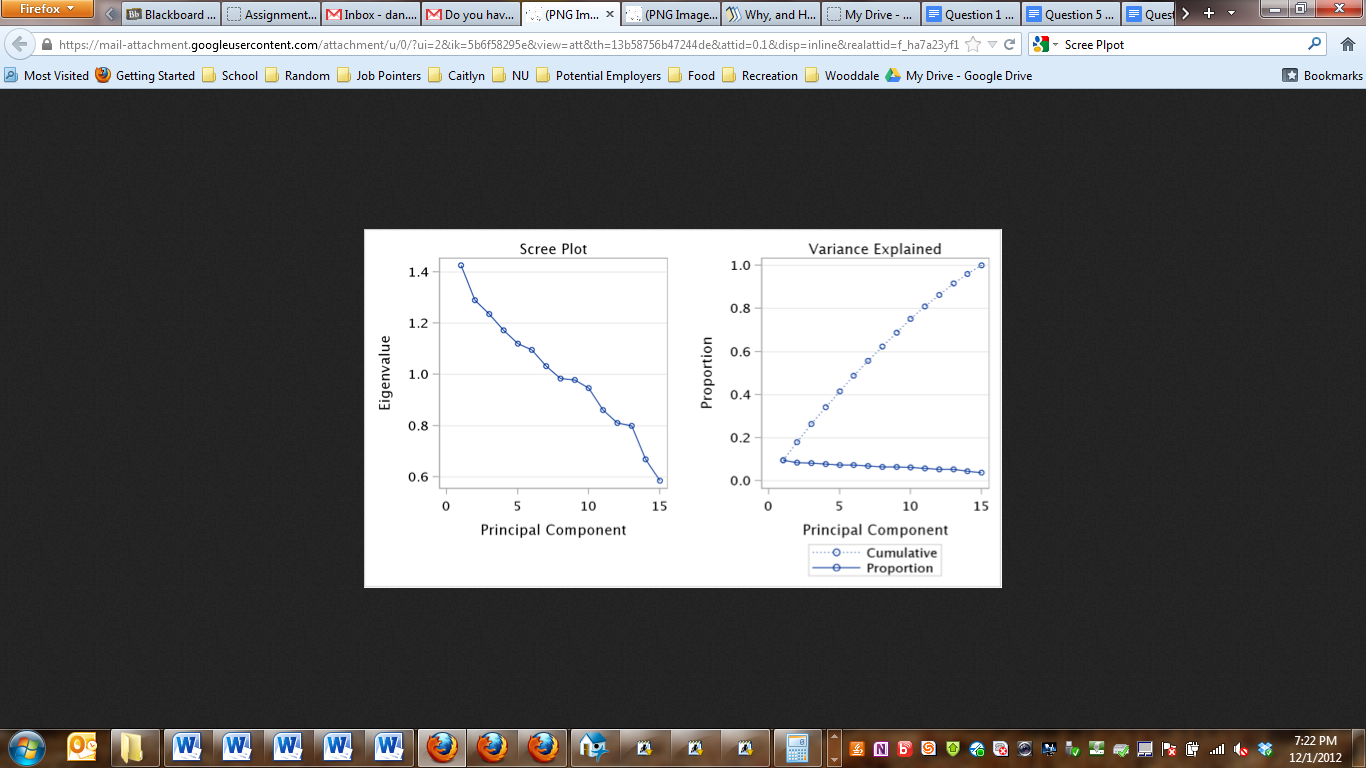 Firefox
Blackboard ...
Assignment...
Inbox - dan....
Do you hav...
(PNG Im...
(PNG Image...
Why, and H...
My Drive - ...
Question 1 ...
Question 5 ...
Quest
https://mail-attachment.googleusercontent.com/attachment/u/0/?ui=2&ik=5b6f58295e&view=att&th=13b58756b47244de&attid=0.1&disp=inline&realattid=f_ha7a23yf1
Scree Plpot
Most Visited
Getting Started
School
Random
Job Pointers
Caitlyn
NU
Potential Employers
Food
Recreation
Wooddale
My Drive - Google Drive
Bookmarks
Scree Plot
1.4
1.2
1.0
0.8
0.6
Eigenvalue
0 5 10 15
Principal Component
Variance Explained
1.0
0.8
0.6
0.4
0.2
0.0
Proportion
0 5 10 15
Principal Component
Cumulative
Proportion
7:22 PM
12/1/2012